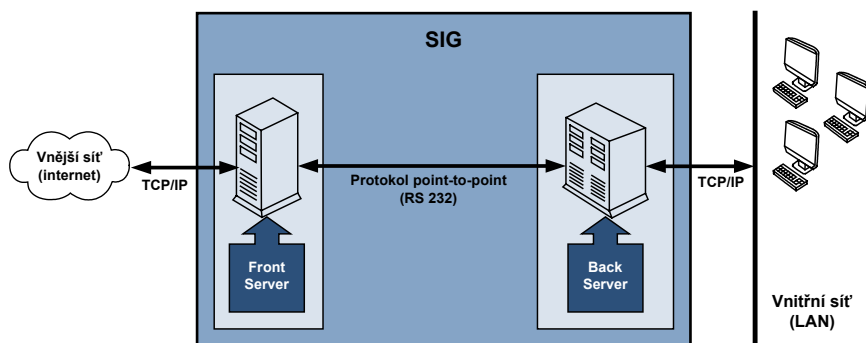 SIG
Vnější síť
(internet)
TCP/IP
Protokol point-to-point
(RS 232)
TCP/IP
Front
Server
Back
Server
Vnitřní síť
(LAN)